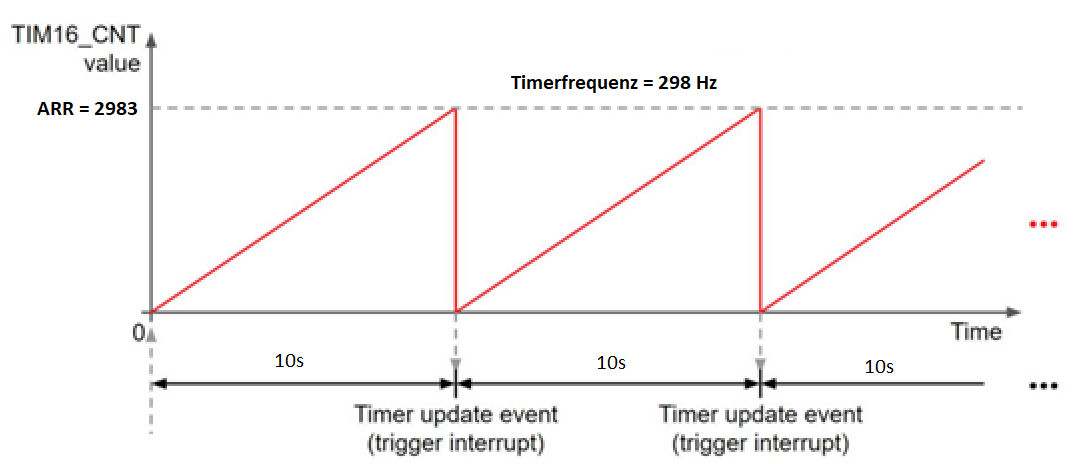 TIM16_CNT
value
Timerfrequenz = 298 Hz
ARR = 2983
...
0
Time
10s
10s
10s
...
Timer update event
(trigger interrupt)
Timer update event
(trigger interrupt)